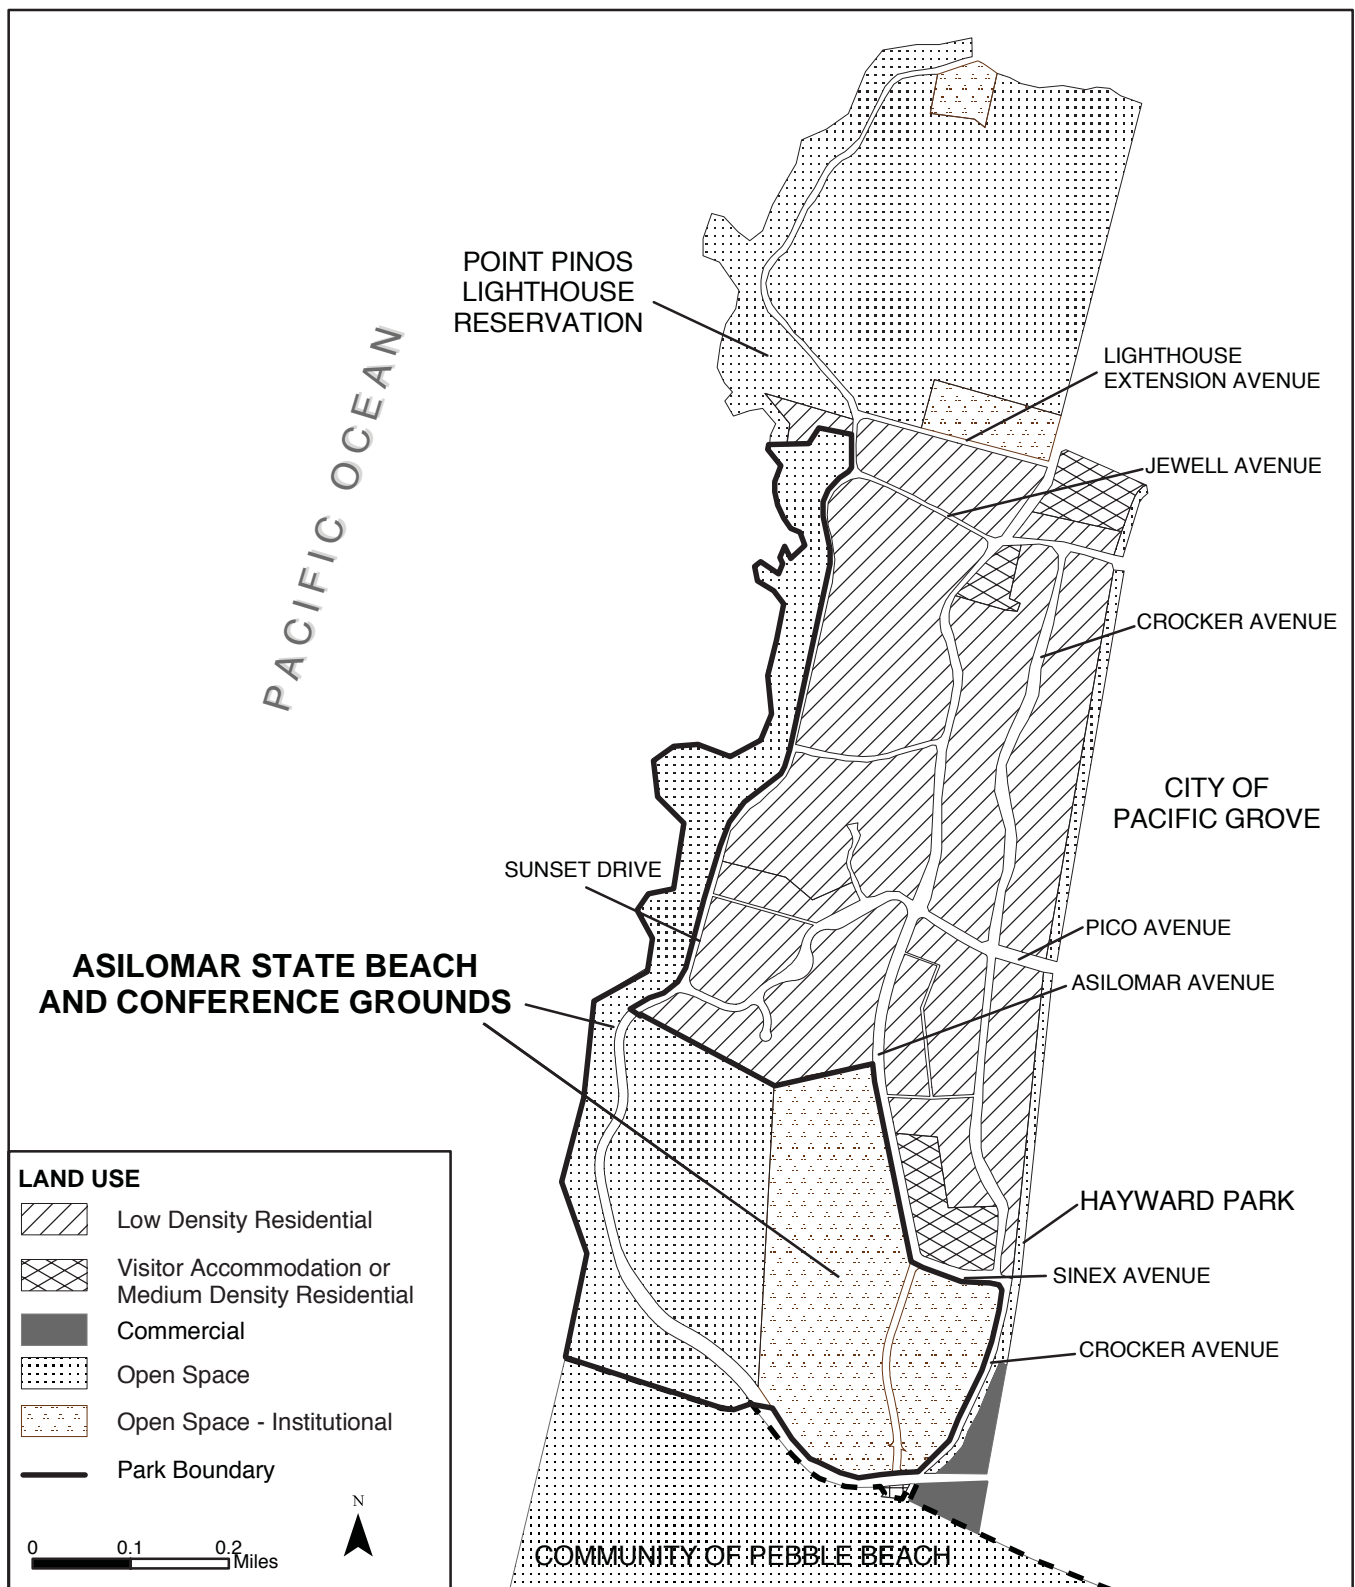 POINT PINOS
LIGHTHOUSE
RESERVATION
LIGHTHOUSE
EXTENSION AVENUE
JEWELL AVENUE
PACIFIC OCEAN
CROCKER AVENUE
CITY OF
PACIFIC GROVE
SUNSET DRIVE
PICO AVENUE
ASILOMAR STATE BEACH
AND CONFERENCE GROUNDS
ASILOMAR AVENUE
HAYWARD PARK
SINEX AVENUE
CROCKER AVENUE
COMMUNITY OF PEBBLE BEACH
LAND USE
Low Density Residential
Visitor Accommodation or
Medium Density Residential
Commercial
Open Space
Open Space - Institutional
Park Boundary
N
0 0.1 0.2
Miles